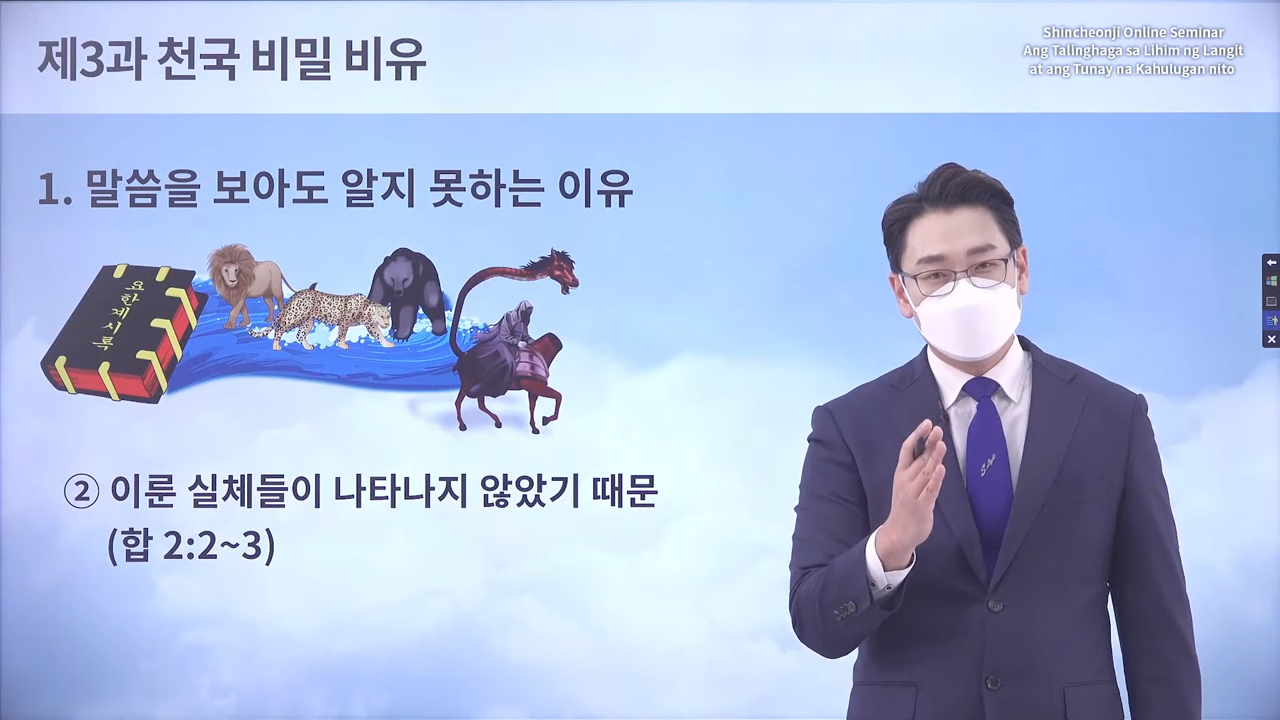 제3과 천국 비밀 비유
Shincheonji Online Seminar
Ang Talinghaga sa Lihim ng Langit
at ang Tunay na Kahulugan nito
1. 말씀을 보아도 알지 못하는 이유
요한계시록
② 이룬 실체들이 나타나지 않았기 때문
(합 2:2~3)